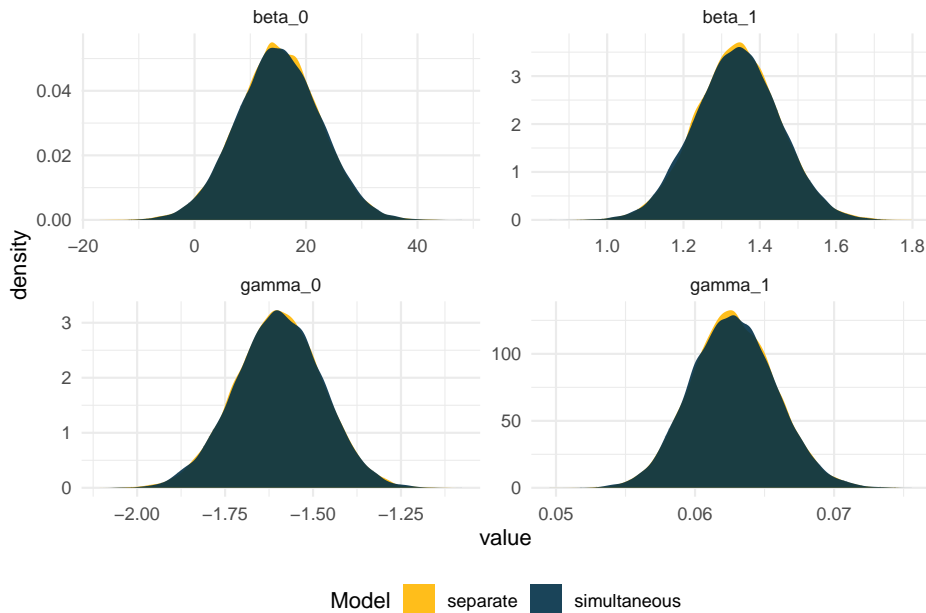 beta_0
beta_1
0.04
0.02
0.00
−20 0 20 40
3
2
1
0
1.0 1.2 1.4 1.6 1.8
density
gamma_0
gamma_1
3
2
1
0
−2.00 −1.75 −1.50 −1.25
100
50
0
0.05 0.06 0.07
value
Model separate simultaneous